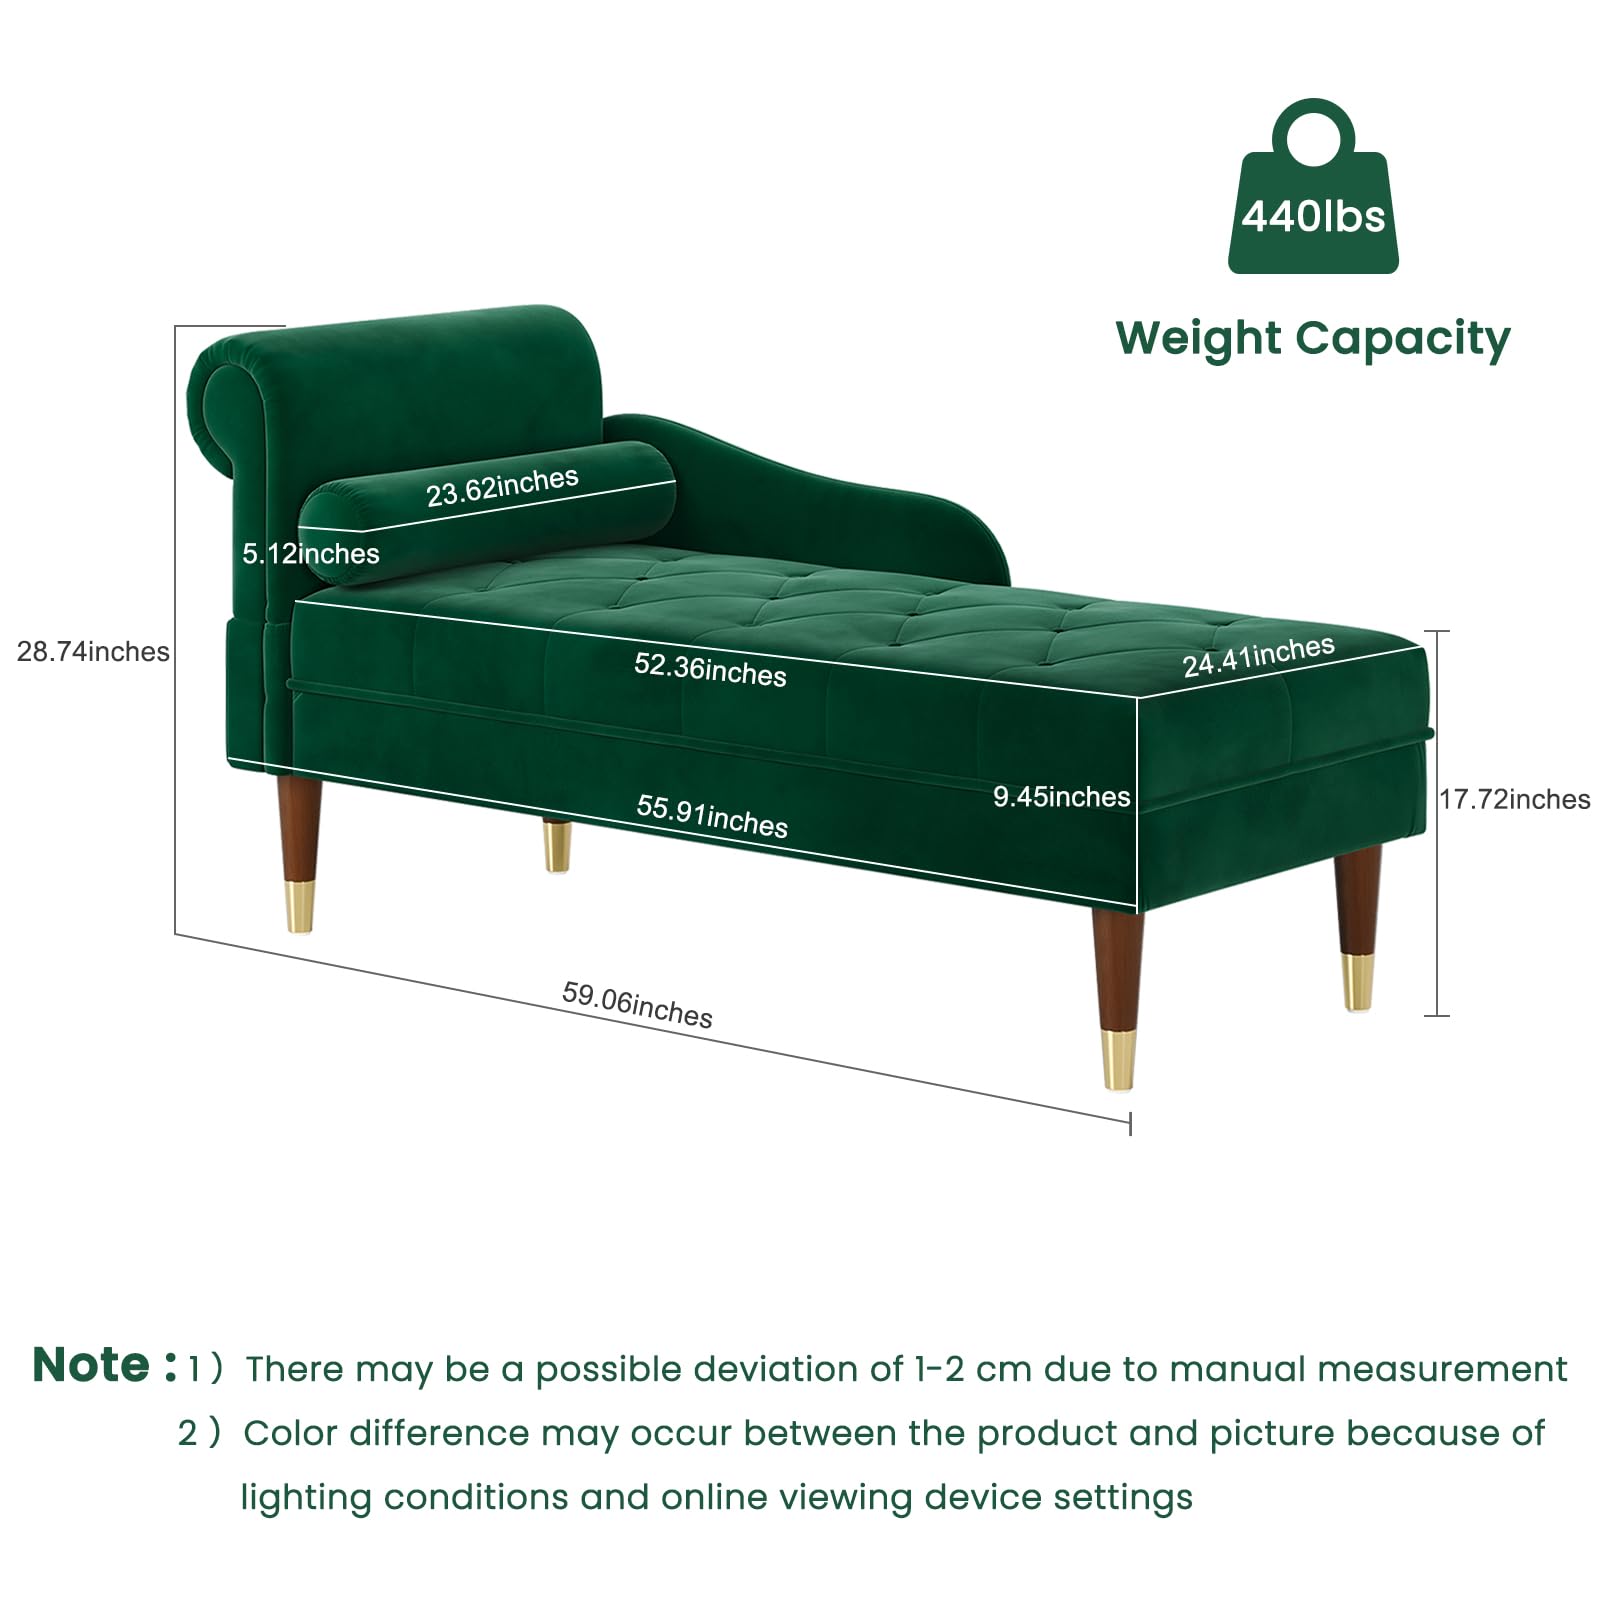 440lbs
Weight Capacity
23.62inches
5.12inches
28.74inches
52.36inches
24.41inches
9.45inches
17.72inches
55.91inches
59.06inches
Note : 1 ) There may be a possible deviation of 1-2 cm due to manual measurement
2 ) Color difference may occur between the product and picture because of
lighting conditions and online viewing device settings